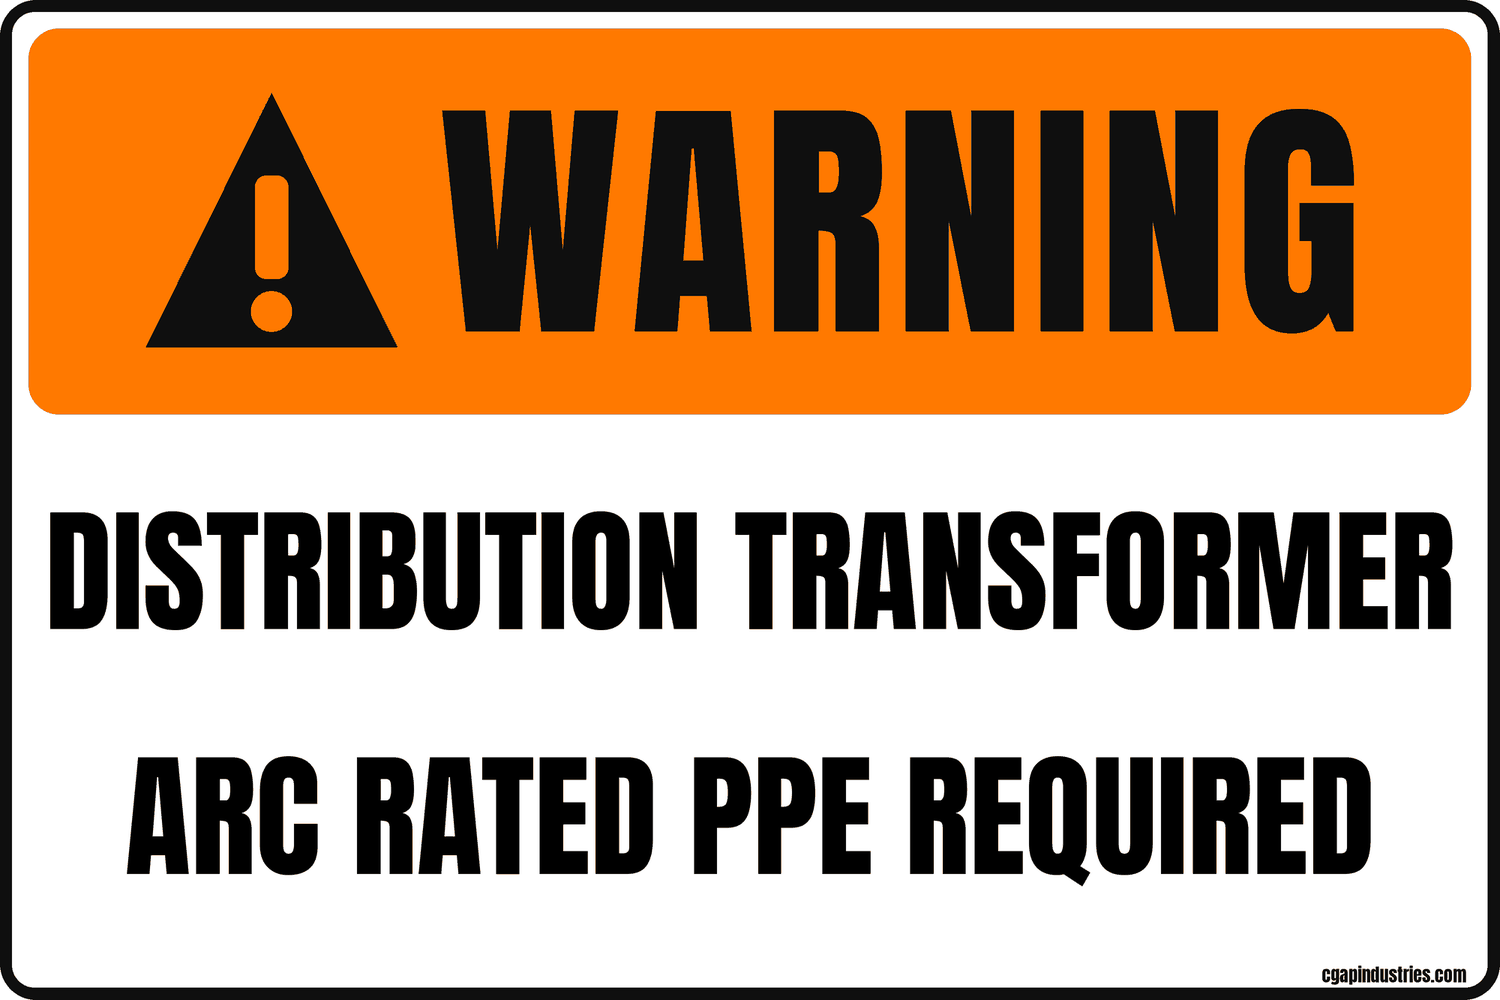 WARNING
DISTRIBUTION TRANSFORMER
ARC RATED PPE REQUIRED
cgapindustries.com